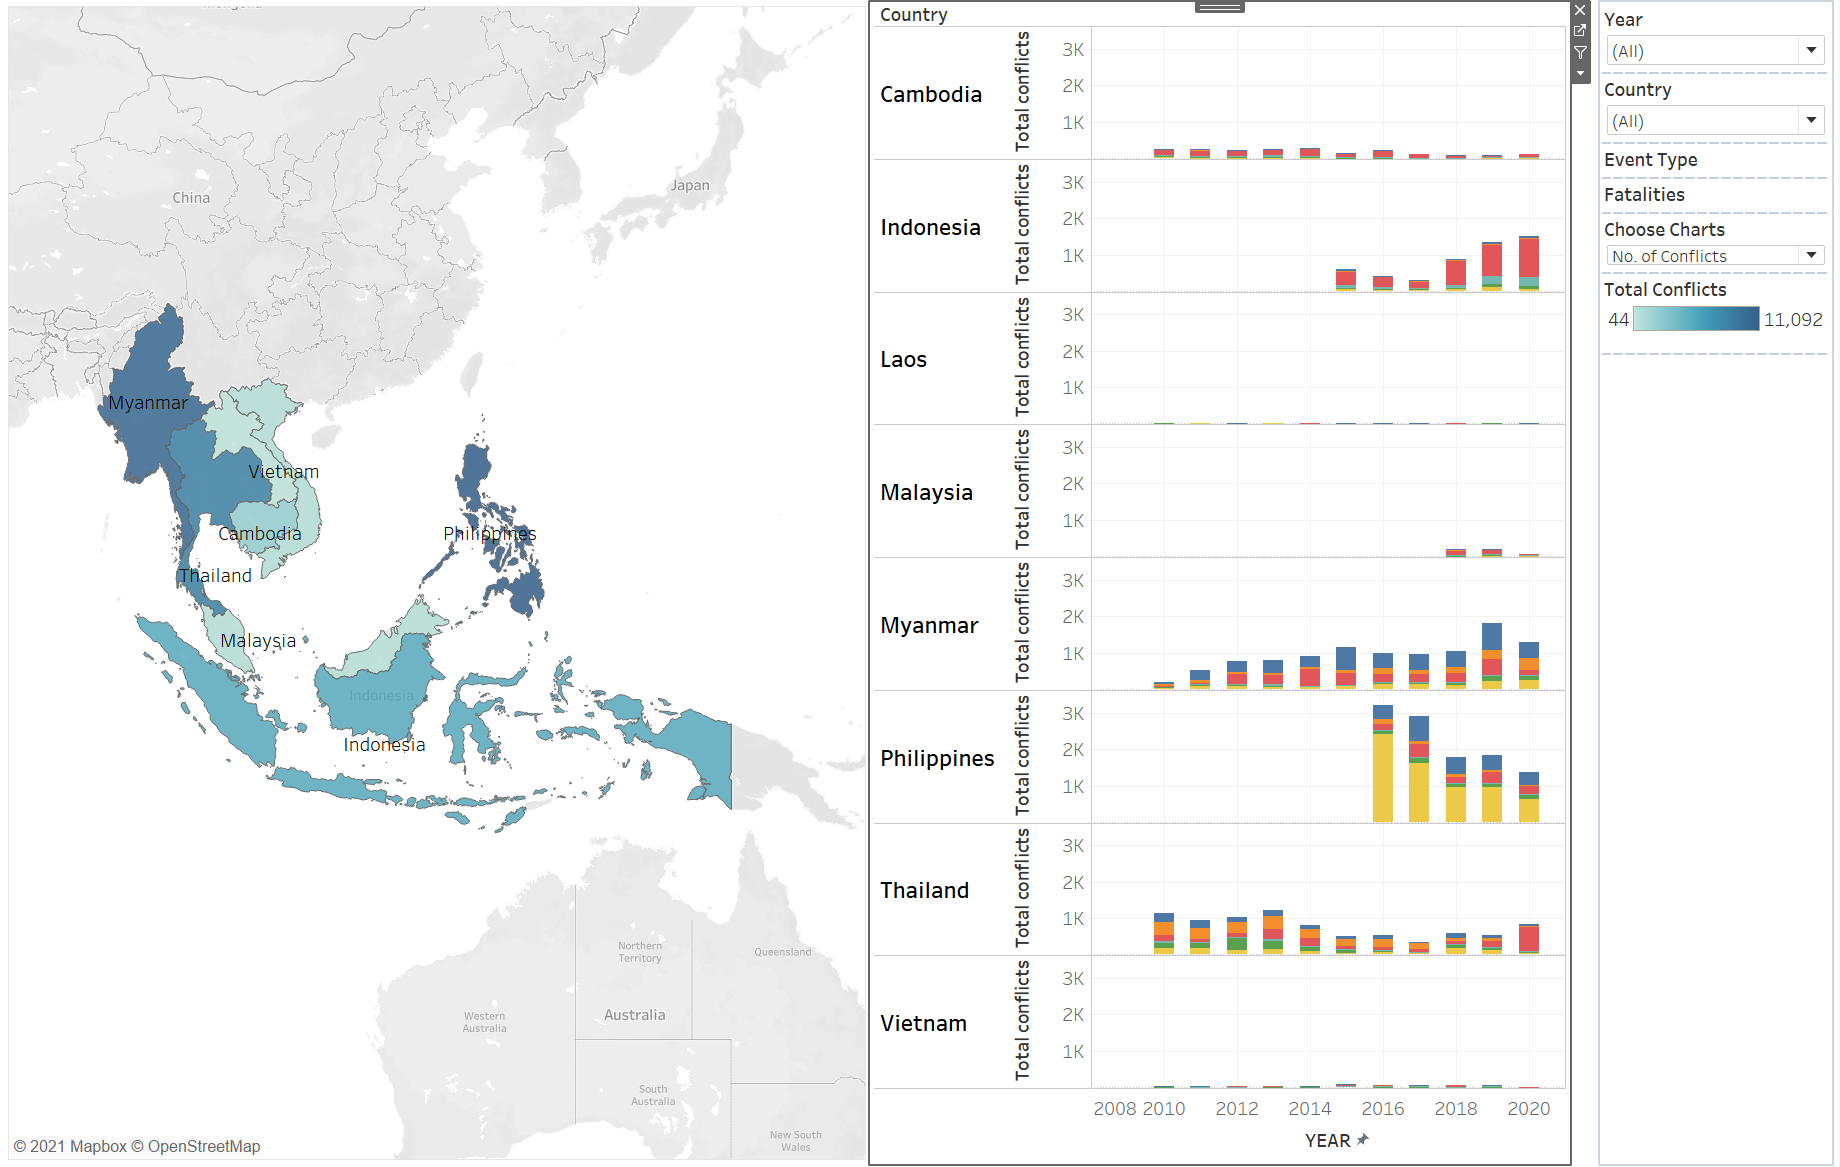 China
Japan
Myanmar
Vietnam
Cambodia
Philippines
Thailand
Malaysia
Indonesia
Indonesia
Northern
Territory
Queensland
Western
Australia
Australia
South
Australia
New South
Wales
© 2021 Mapbox © OpenStreetMap
Country
Cambodia
Total conflicts
3K
2K
1K
Indonesia
Total conflicts
3K
2K
1K
Laos
Total conflicts
3K
2K
1K
Malaysia
Total conflicts
3K
2K
1K
Myanmar
Total conflicts
3K
2K
1K
Philippines
Total conflicts
3K
2K
1K
Thailand
Total conflicts
3K
2K
1K
Vietnam
Total conflicts
3K
2K
1K
2008 2010 2012 2014 2016 2018 2020
YEAR
Year
(All)
Country
(All)
Event Type
Fatalities
Choose Charts
No. of Conflicts
Total Conflicts
44 11,092